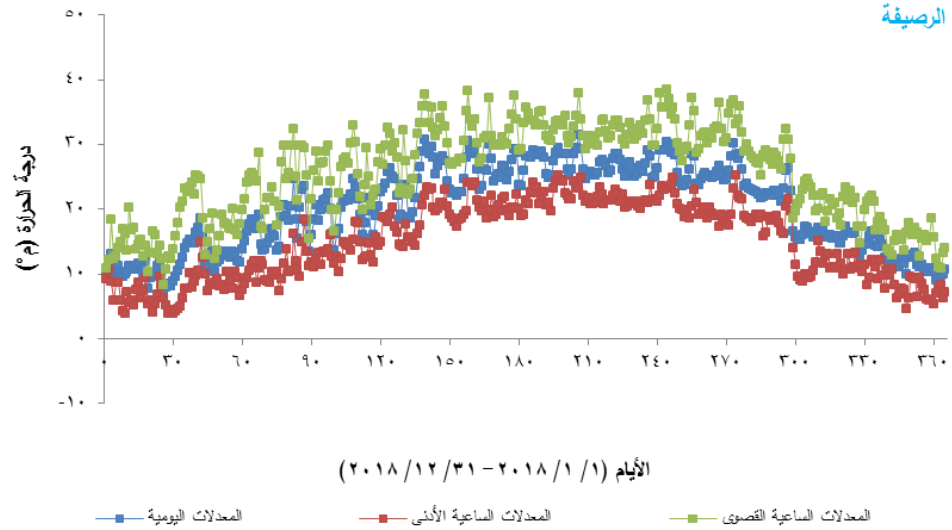 الرصيفة
٥٠
٤٠
٣٠
٢٠
١٠
٠
-١٠
درجة الحرارة (م°)
٠ ٣٠ ٦٠ ٩٠ ١٢٠ ١٥٠ ١٨٠ ٢١٠ ٢٤٠ ٢٧٠ ٣٠٠ ٣٣٠ ٣٦٠
الأيام (١/ ١/ ٢٠١٨ - ٣١/ ١٢/ ٢٠١٨)
المعدلات اليومية المعدلات الساعية الأدنى المعدلات الساعية القصوى